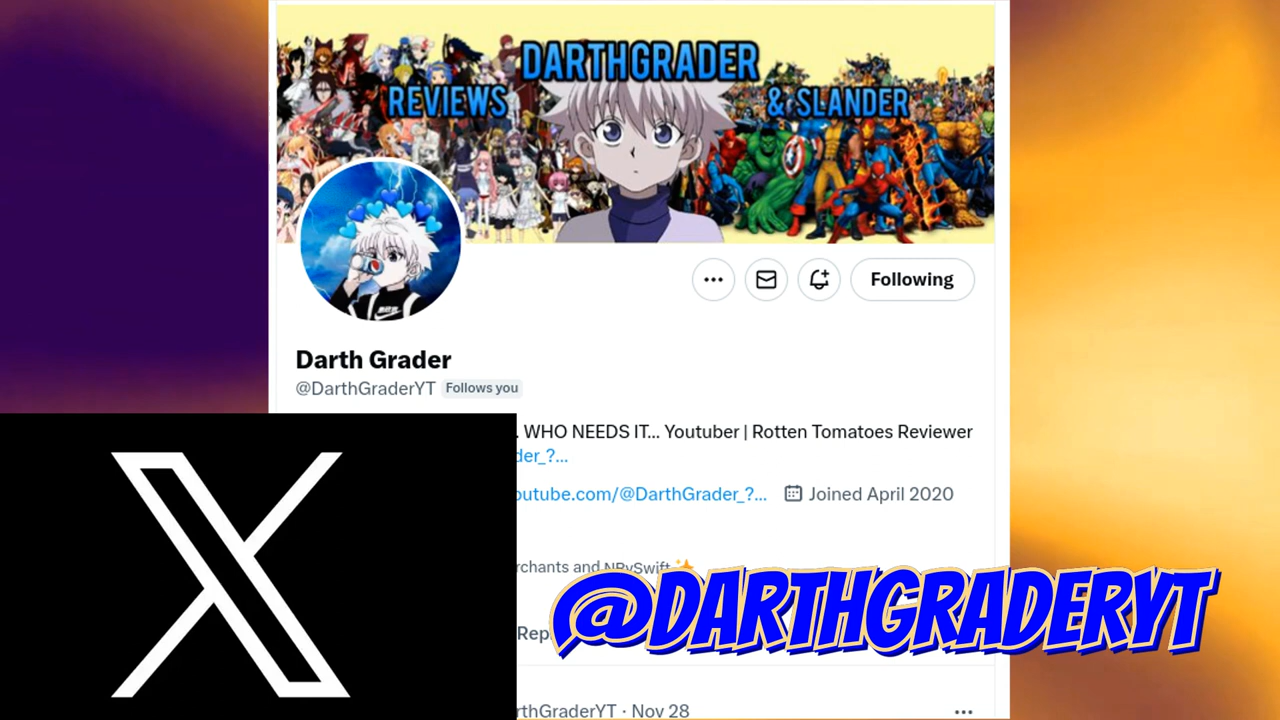 DARTHGRADER
REVIEWS & SLANDER
Following
Darth Grader
@DarthGraderYT Follows you
. WHO NEEDS IT... Youtuber | Rotten Tomatoes Reviewer
der_?...
outube.com/@DarthGrader_?... Joined April 2020
rchants and NRySwift
@DARTHGRADERYT
Rep
rthGraderYT · Nov 28